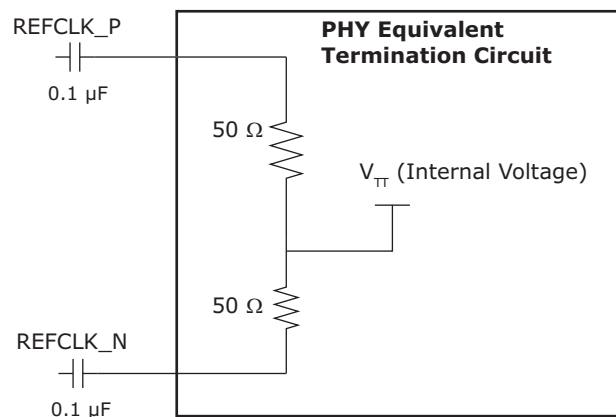 REFCLK_P
0.1 µF
PHY Equivalent
Termination Circuit
50 Ω
V_TT (Internal Voltage)
50 Ω
REFCLK_N
0.1 µF